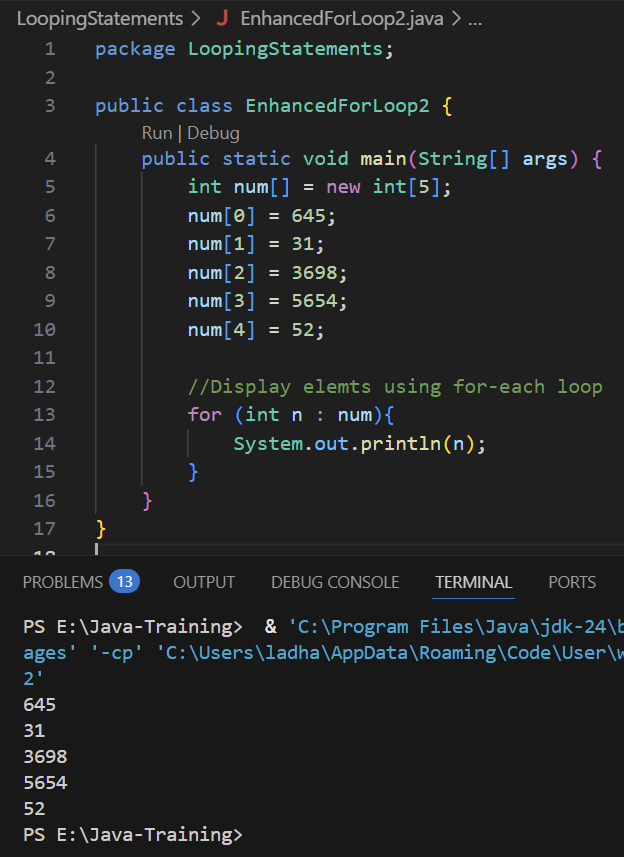 LoopingStatements > J EnhancedForLoop2.java > ...
1 package LoopingStatements;
2
3 public class EnhancedForLoop2 {
Run | Debug
4 public static void main(String[] args) {
5 int num[] = new int[5];
6 num[0] = 645;
7 num[1] = 31;
8 num[2] = 3698;
9 num[3] = 5654;
10 num[4] = 52;
11
12 //Display elemts using for-each loop
13 for (int n : num){
14 System.out.println(n);
15 }
16 }
17 }
18
PROBLEMS 13 OUTPUT DEBUG CONSOLE TERMINAL PORTS
PS E:\Java-Training> & 'C:\Program Files\Java\jdk-24\b
ages' '-cp' 'C:\Users\ladha\AppData\Roaming\Code\User\w
2'
645
31
3698
5654
52
PS E:\Java-Training>